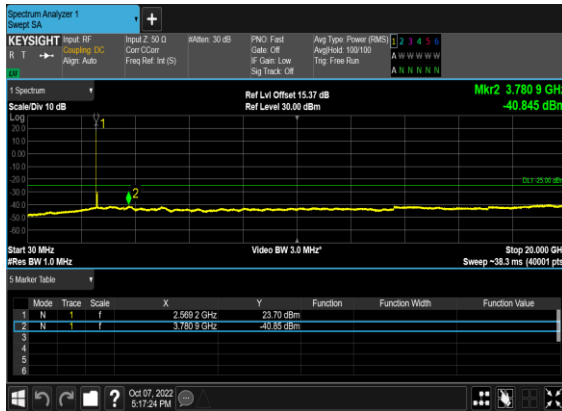 Spectrum Analyzer 1
Swept SA
+
KEYSIGHT Input: RF Input Z: 50 Ω #Atten: 30 dB PNO: Fast Avg Type: Power (RMS) 1 2 3 4 5 6
R T Coupling: DC Corr CCorr Gate: Off Avg|Hold: 100/100 A W W W W W
Align: Auto Freq Ref: Int (S) IF Gain: Low Trig: Free Run
Sig Track: Off A N N N N N
1 Spectrum Ref Lvl Offset 15.37 dB Mkr2 3.780 9 GHz
Scale/Div 10 dB Ref Level 30.00 dBm -40.845 dBm
Log
20.0
10.0
0.00
-10.0
-20.0
-30.0
-40.0
-50.0
-60.0
1
2
DL1 -25.00 dBm
Start 30 MHz Video BW 3.0 MHz* Stop 20.000 GHz
#Res BW 1.0 MHz Sweep ~38.3 ms (40001 pts)
5 Marker Table
Mode Trace Scale X Y Function Function Width Function Value
1 N 1 f 2.569 2 GHz 23.70 dBm
2 N 1 f 3.780 9 GHz -40.85 dBm
3
4
5
6
? Oct 07, 2022
5:17:24 PM